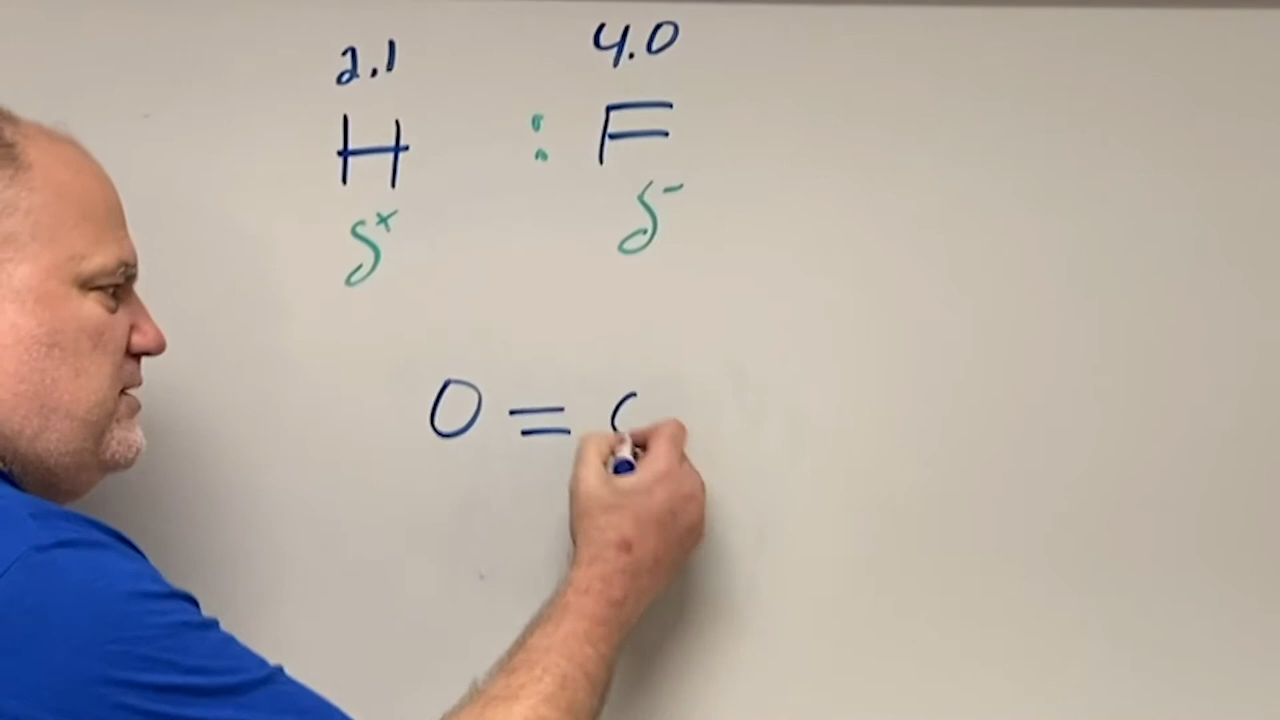 2.1 4.0
H : F
δ+ δ-
O =